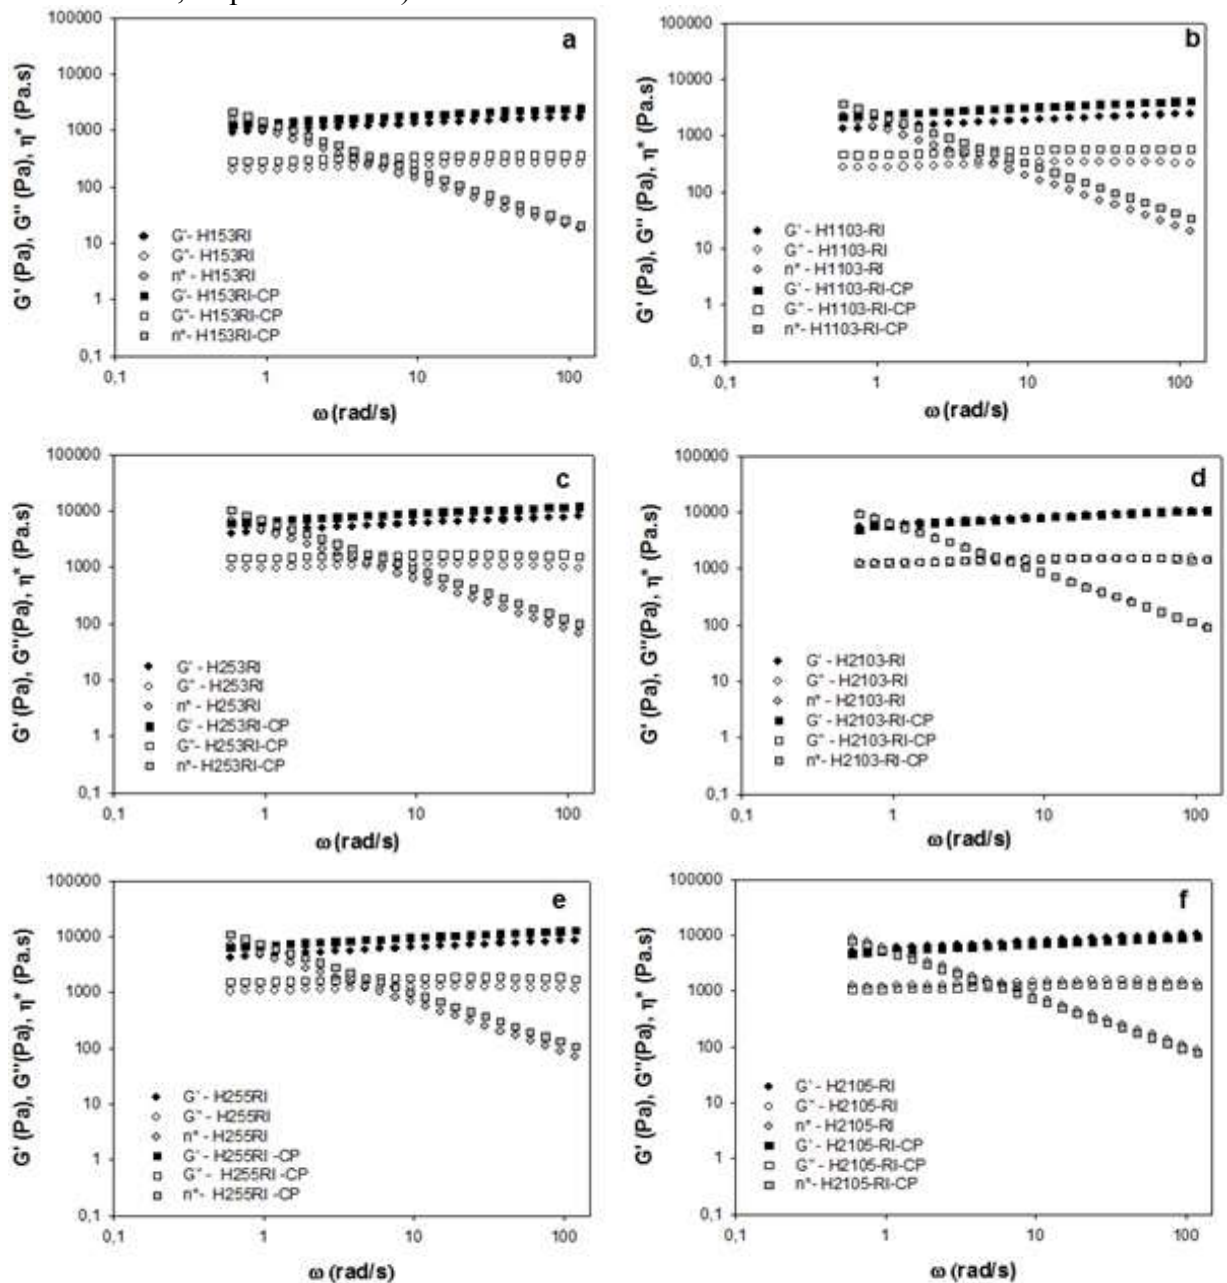 100000
10000
1000
100
10
1
0,1
0,1
1
10
100
a
G' (Pa), G'' (Pa), η* (Pa.s)
G'- H153RI
G''- H153RI
n*- H153RI
G'- H153RI-CP
G''- H153RI-CP
n*- H153RI-CP
ω (rad/s)
100000
10000
1000
100
10
1
0,1
0,1
1
10
100
b
G' (Pa), G'' (Pa), η* (Pa.s)
G' - H1103-RI
G'' - H1103-RI
n* - H1103-RI
G' - H1103-RI-CP
G'' - H1103-RI-CP
n*- H1103-RI-CP
ω (rad/s)
100000
10000
1000
100
10
1
0,1
0,1
1
10
100
c
G' (Pa), G''(Pa), η* (Pa.s)
G' - H253RI
G'' - H253RI
n* - H253RI
G' - H253RI-CP
G''- H253RI-CP
n*- H253RI-CP
ω (rad/s)
100000
10000
1000
100
10
1
0,1
0,1
1
10
100
d
G' (Pa), G''(Pa), η* (Pa.s)
G' - H2103-RI
G'' - H2103-RI
n* - H2103-RI
G' - H2103-RI-CP
G'' - H2103-RI-CP
n*- H2103-RI-CP
ω (rad/s)
100000
10000
1000
100
10
1
0,1
0,1
1
10
100
e
G' (Pa), G''(Pa), η* (Pa.s)
G' - H255RI
G'' - H255RI
n* - H255RI
G' - H255RI -CP
G'' - H255RI -CP
n*- H255RI -CP
ω (rad/s)
100000
10000
1000
100
10
1
0,1
0,1
1
10
100
f
G' (Pa), G''(Pa), η* (Pa.s)
G' - H2105-RI
G'' - H2105-RI
n* - H2105-RI
G' - H2105-RI-CP
G'' - H2105-RI-CP
n*- H2105-RI-CP
ω (rad/s)